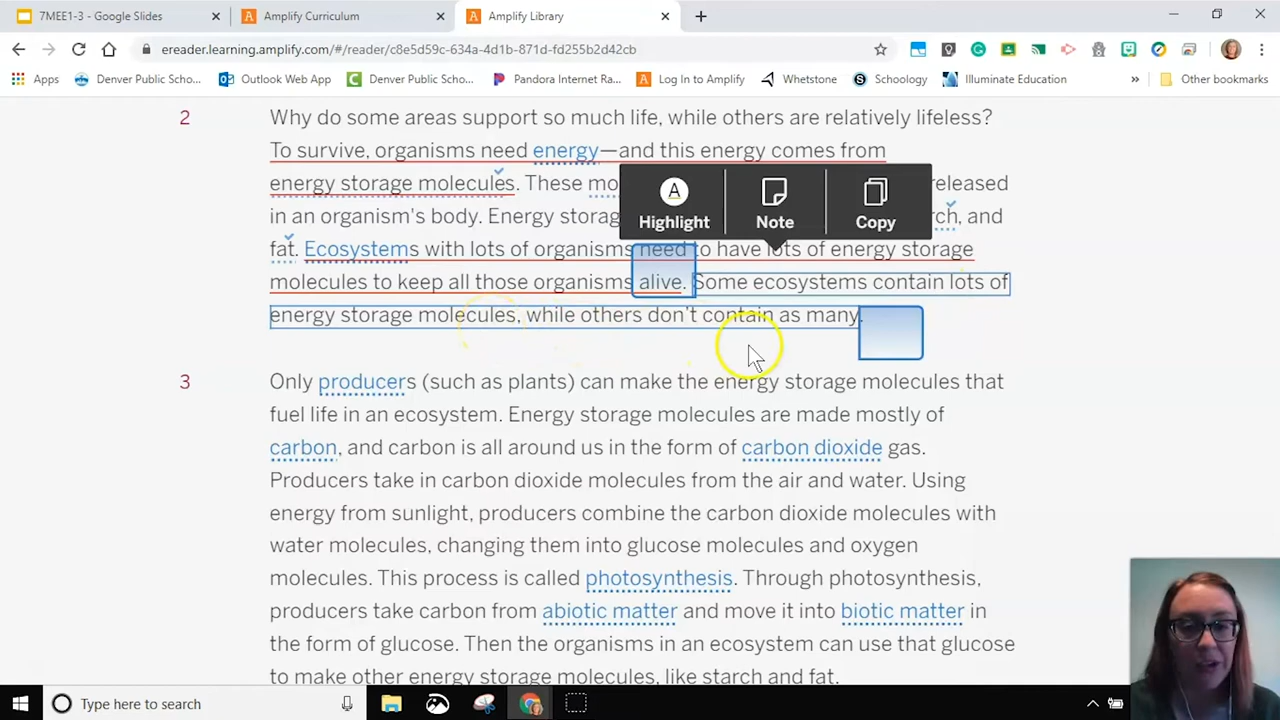 7MEE1-3 - Google Slides
Amplify Curriculum
Amplify Library
ereader.learning.amplify.com/#/reader/c8e5d59c-634a-4d1b-871d-fd255b2d42cb
Apps
Denver Public Scho...
Outlook Web App
Denver Public Scho...
Pandora Internet Ra...
Log In to Amplify
Whetstone
Schoology
Illuminate Education
Other bookmarks
2
Why do some areas support so much life, while others are relatively lifeless?
To survive, organisms need energy—and this energy comes from
energy storage molecules. These mo released
in an organism's body. Energy storag ch, and
fat. Ecosystems with lots of organisms need to have lots of energy storage
molecules to keep all those organisms alive. Some ecosystems contain lots of
energy storage molecules, while others don't contain as many.
A
Highlight
Note
Copy
3
Only producers (such as plants) can make the energy storage molecules that
fuel life in an ecosystem. Energy storage molecules are made mostly of
carbon, and carbon is all around us in the form of carbon dioxide gas.
Producers take in carbon dioxide molecules from the air and water. Using
energy from sunlight, producers combine the carbon dioxide molecules with
water molecules, changing them into glucose molecules and oxygen
molecules. This process is called photosynthesis. Through photosynthesis,
producers take carbon from abiotic matter and move it into biotic matter in
the form of glucose. Then the organisms in an ecosystem can use that glucose
to make other energy storage molecules, like starch and fat.
Type here to search